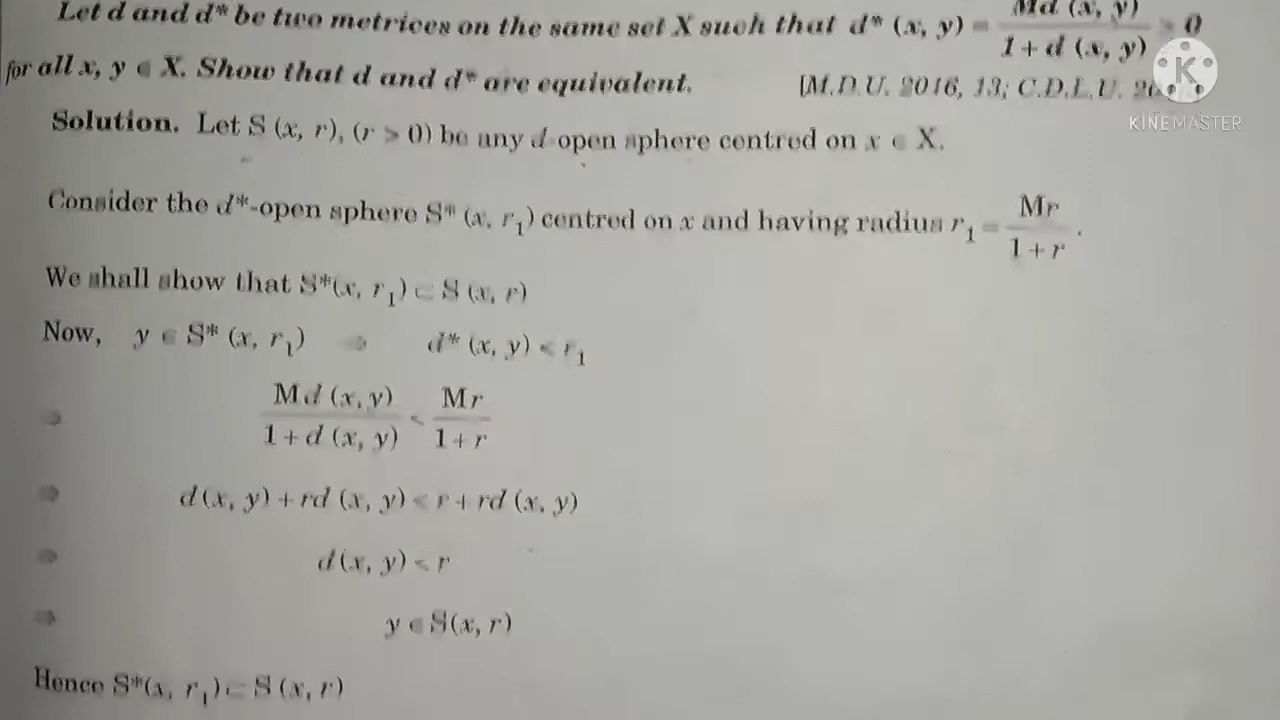 Let d and d* be two metrices on the same set X such that d* (x, y) = Md (x, y) / 1 + d (x, y) > 0
for all x, y ∈ X. Show that d and d* are equivalent. [M.D.U. 2016, 13; C.D.L.U.
KINEMASTER
Solution. Let S (x, r), (r > 0) be any d-open sphere centred on x ∈ X.
Consider the d*-open sphere S* (x, r₁) centred on x and having radius r₁ = Mr / 1 + r .
We shall show that S*(x, r₁) ⊂ S (x, r)
Now, y ∈ S* (x, r₁) ⇒ d* (x, y) < r₁
⇒ Md (x, y) / 1 + d (x, y) < Mr / 1 + r
⇒ d (x, y) + rd (x, y) < r + rd (x, y)
⇒ d (x, y) < r
⇒ y ∈ S(x, r)
Hence S*(x, r₁) ⊂ S (x, r)